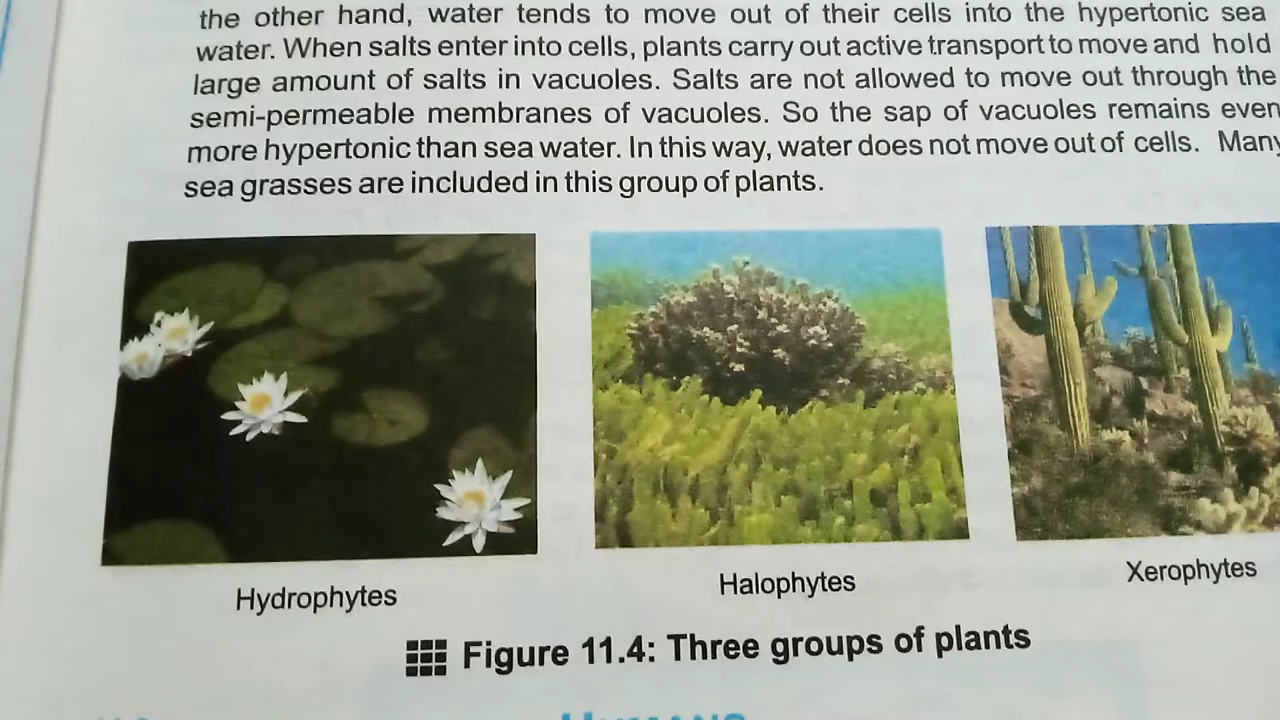 the other hand, water tends to move out of their cells into the hypertonic sea
water. When salts enter into cells, plants carry out active transport to move and hold
large amount of salts in vacuoles. Salts are not allowed to move out through the
semi-permeable membranes of vacuoles. So the sap of vacuoles remains even
more hypertonic than sea water. In this way, water does not move out of cells. Many
sea grasses are included in this group of plants.
Hydrophytes
Halophytes
Xerophytes
Figure 11.4: Three groups of plants